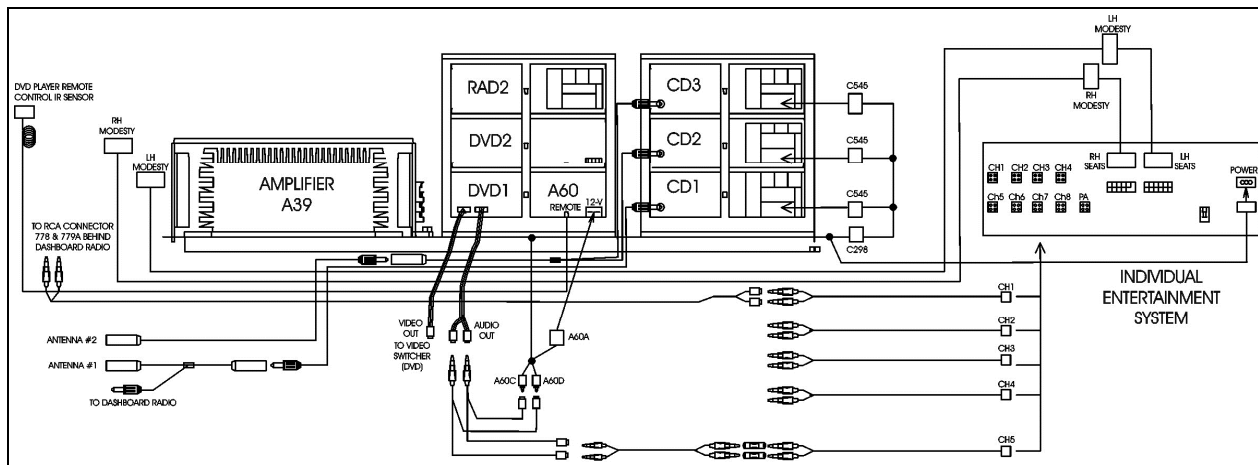 DVD PLAYER REMOTE
CONTROL IR SENSOR
RH
MODESTY
LH
MODESTY
AMPLIFIER
A39
RAD2
DVD2
DVD1
A60
REMOTE
12-V
CD3
CD2
CD1
C545
C545
C545
C298
LH
MODESTY
RH
MODESTY
RH
SEATS
LH
SEATS
POWER
CH1 CH2 CH3 CH4
Ch5 Ch6 Ch7 Ch8 PA
INDIVIDUAL
ENTERTAINMENT
SYSTEM
TO RCA CONNECTOR
778 & 779A BEHIND
DASHBOARD RADIO
ANTENNA #2
ANTENNA #1
TO DASHBOARD RADIO
VIDEO
OUT
TO VIDEO
SWITCHER
(DVD)
AUDIO
OUT
A60A
A60C
A60D
CH1
CH2
CH3
CH4
CH5